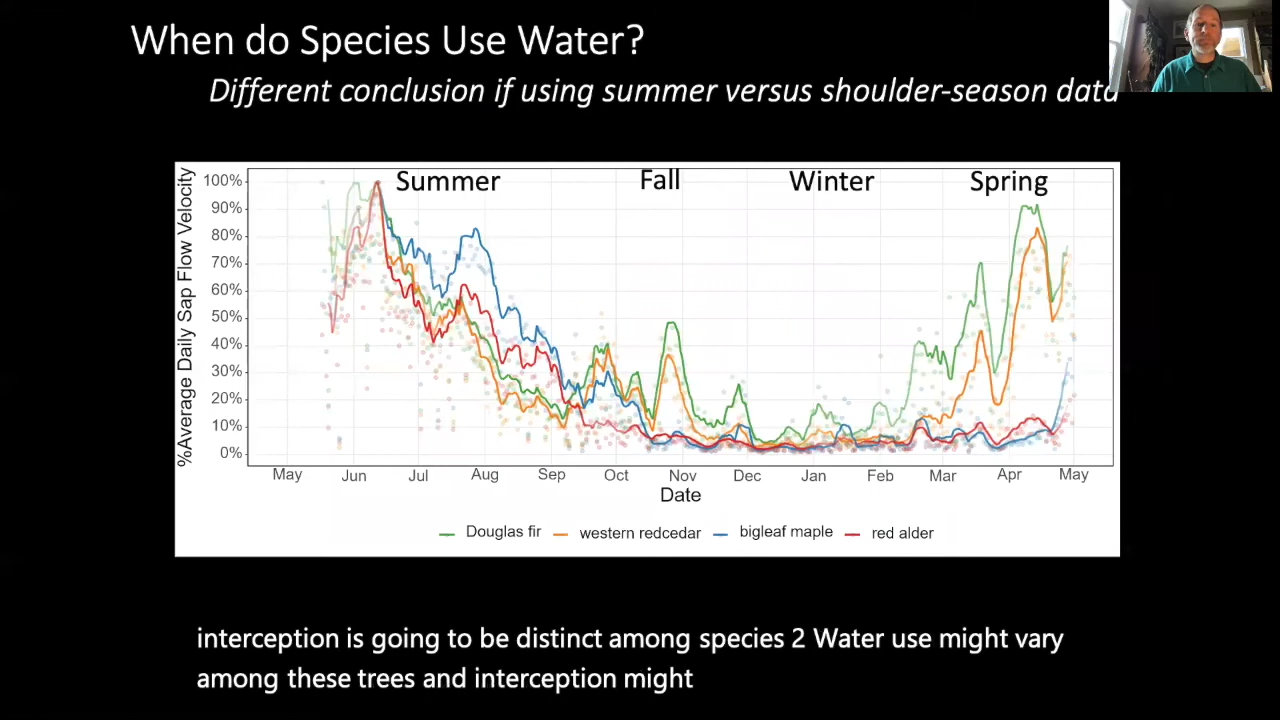 When do Species Use Water?
Different conclusion if using summer versus shoulder-season data
%Average Daily Sap Flow Velocity
100%
90%
80%
70%
60%
50%
40%
30%
20%
10%
0%
Summer Fall Winter Spring
May Jun Jul Aug Sep Oct Nov Dec Jan Feb Mar Apr May
Date
Douglas fir western redcedar bigleaf maple red alder
interception is going to be distinct among species 2 Water use might vary
among these trees and interception might